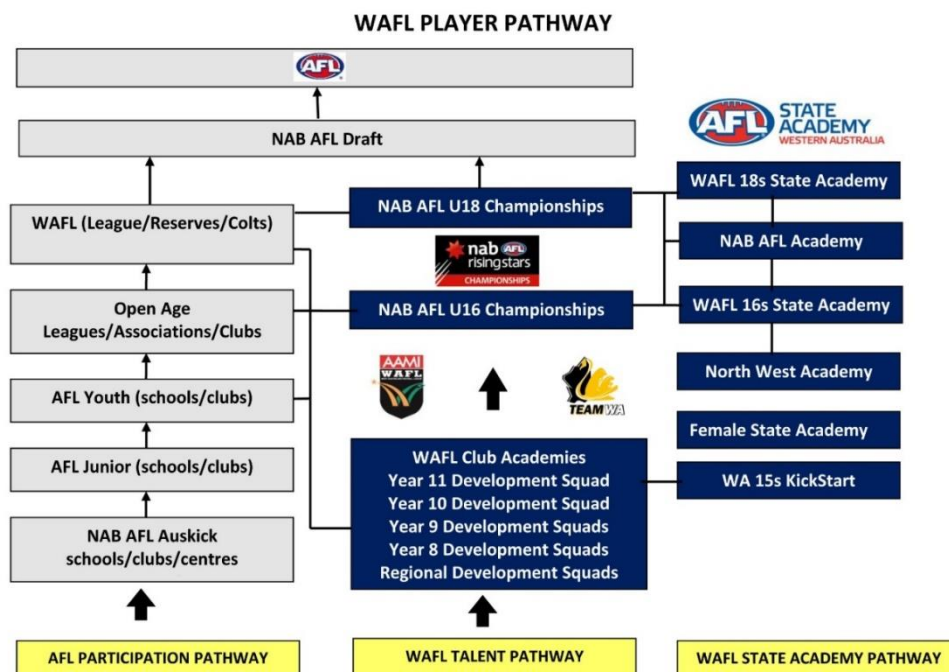 WAFL PLAYER PATHWAY
AFL
NAB AFL Draft
WAFL (League/Reserves/Colts)
Open Age
Leagues/Associations/Clubs
AFL Youth (schools/clubs)
AFL Junior (schools/clubs)
NAB AFL Auskick
schools/clubs/centres
AFL PARTICIPATION PATHWAY
NAB AFL U18 Championships
nab AFL
rising stars
CHAMPIONSHIPS
NAB AFL U16 Championships
AAMI
WAFL
TEAMWA
WAFL Club Academies
Year 11 Development Squad
Year 10 Development Squad
Year 9 Development Squads
Year 8 Development Squads
Regional Development Squads
WAFL TALENT PATHWAY
AFL
STATE
ACADEMY
WESTERN AUSTRALIA
WAFL 18s State Academy
NAB AFL Academy
WAFL 16s State Academy
North West Academy
Female State Academy
WA 15s KickStart
WAFL STATE ACADEMY PATHWAY